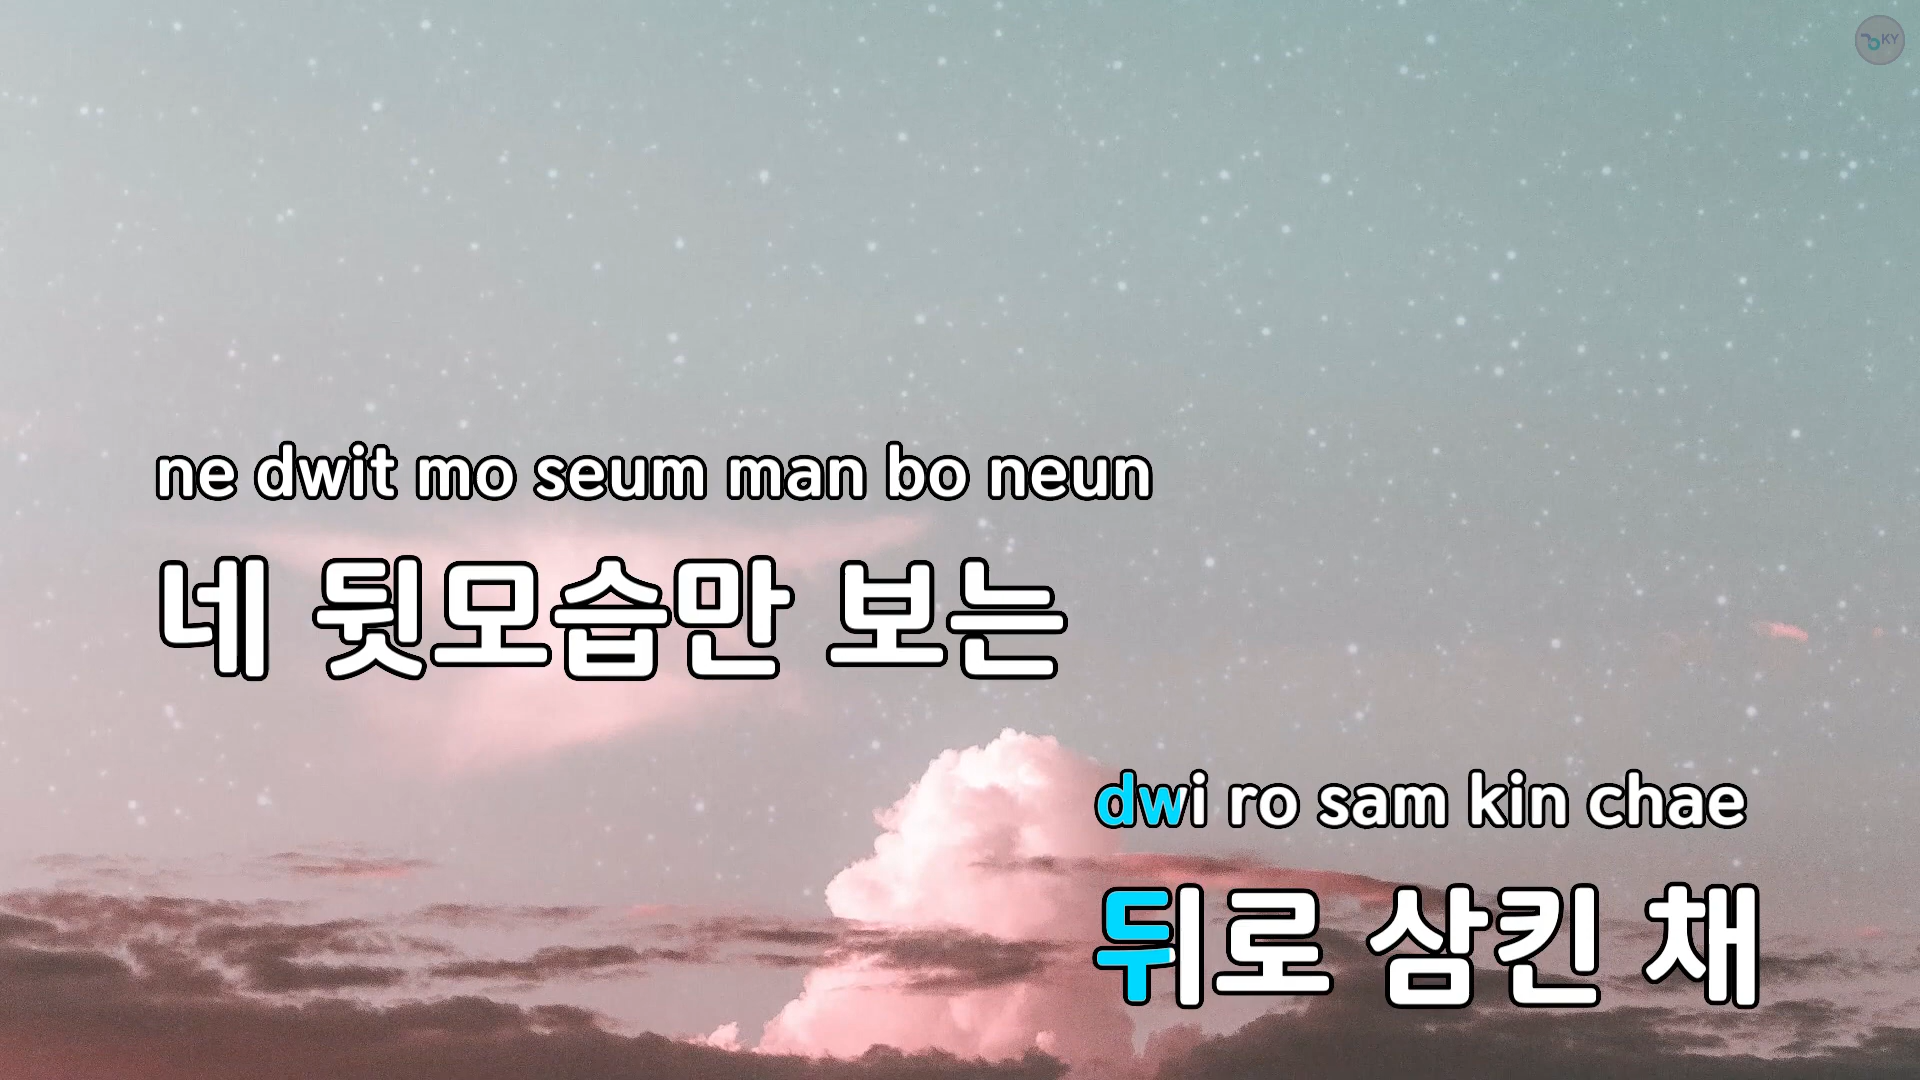 KY
ne dwit mo seum man bo neun
네 뒷모습만 보는
dwi ro sam kin chae
뒤로 삼킨 채